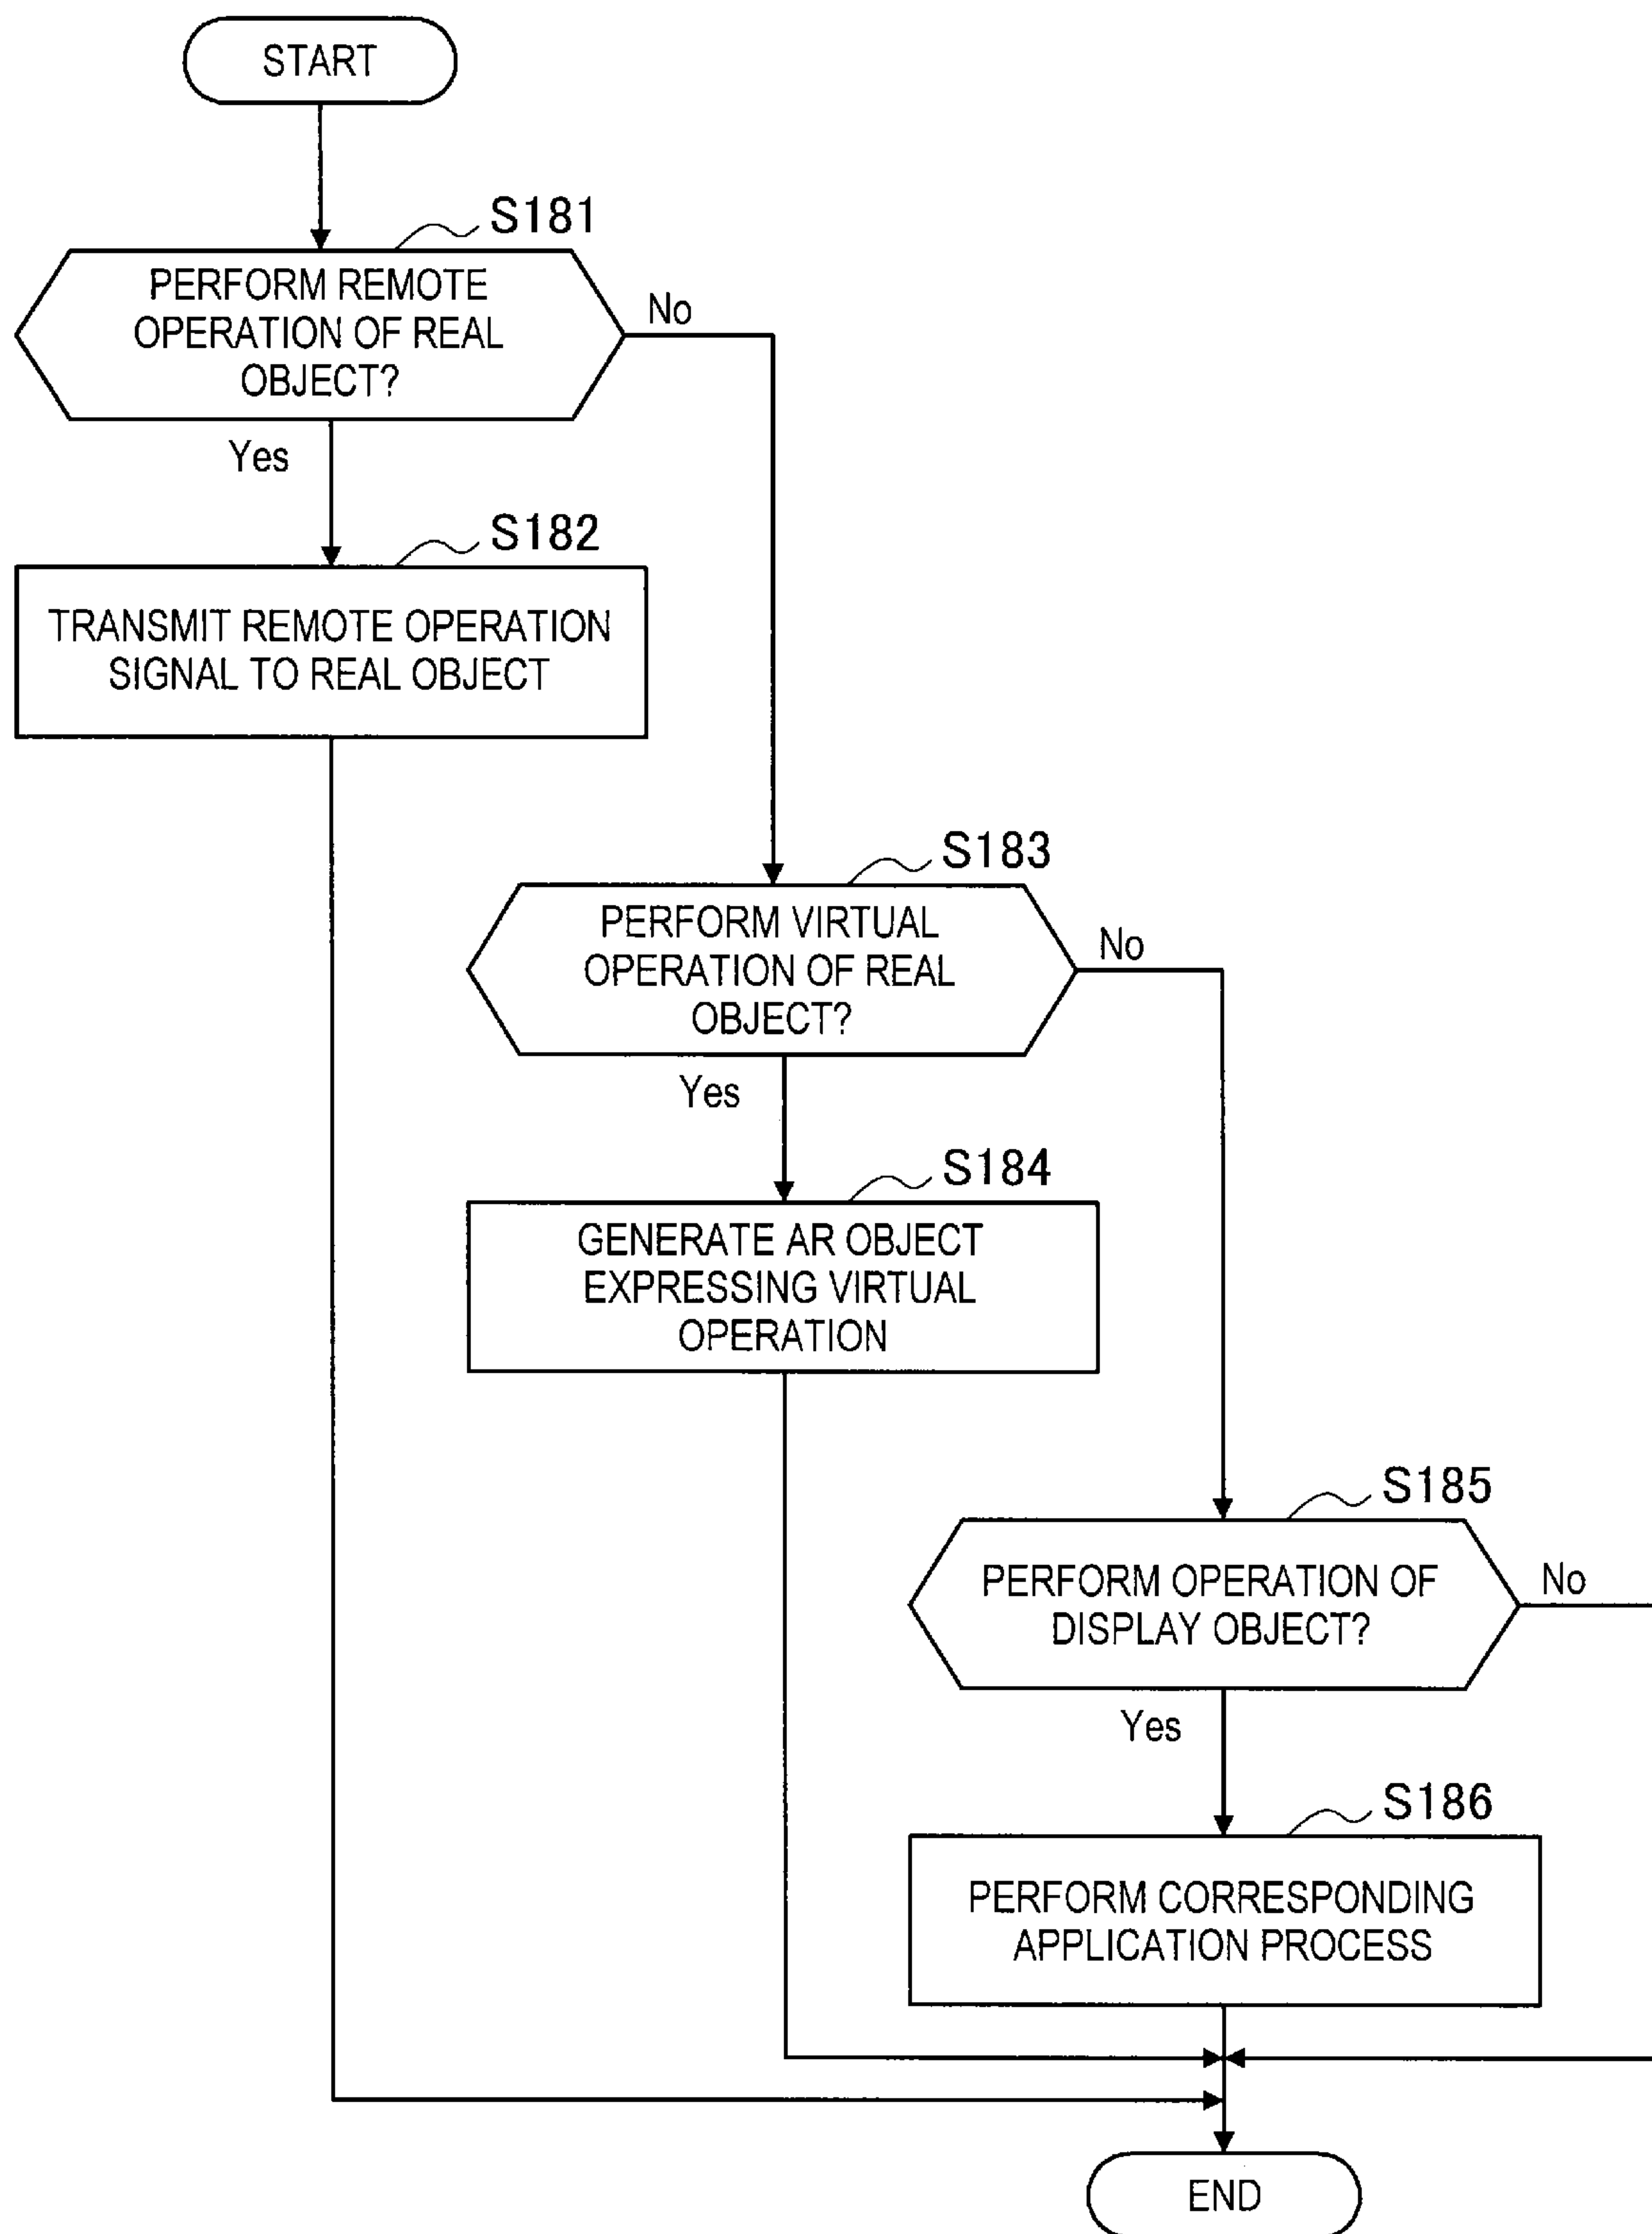 START
S181
PERFORM REMOTE
OPERATION OF REAL
OBJECT?
No
Yes
S182
TRANSMIT REMOTE OPERATION
SIGNAL TO REAL OBJECT
S183
PERFORM VIRTUAL
OPERATION OF REAL
OBJECT?
No
Yes
S184
GENERATE AR OBJECT
EXPRESSING VIRTUAL
OPERATION
S185
PERFORM OPERATION OF
DISPLAY OBJECT?
No
Yes
S186
PERFORM CORRESPONDING
APPLICATION PROCESS
END